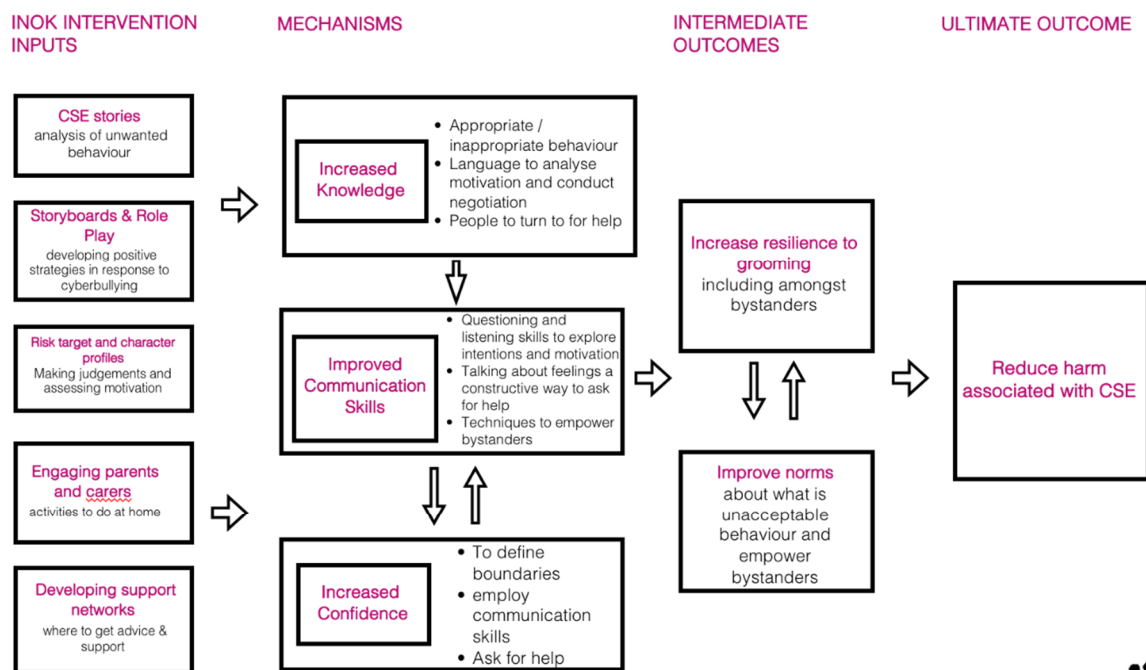 INOK INTERVENTION
INPUTS
MECHANISMS
INTERMEDIATE
OUTCOMES
ULTIMATE OUTCOME
CSE stories
analysis of unwanted
behaviour
Storyboards & Role
Play
developing positive
strategies in response to
cyberbullying
Risk target and character
profiles
Making judgements and
assessing motivation
Engaging parents
and carers
activities to do at home
Developing support
networks
where to get advice &
support
Increased
Knowledge
• Appropriate /
inappropriate behaviour
• Language to analyse
motivation and conduct
negotiation
• People to turn to for help
Improved
Communication
Skills
• Questioning and
listening skills to explore
intentions and motivation
• Talking about feelings a
constructive way to ask
for help
• Techniques to empower
bystanders
Increased
Confidence
• To define
boundaries
• employ
communication
skills
• Ask for help
Increase resilience to
grooming
including amongst
bystanders
Improve norms
about what is
unacceptable
behaviour and
empower
bystanders
Reduce harm
associated with CSE